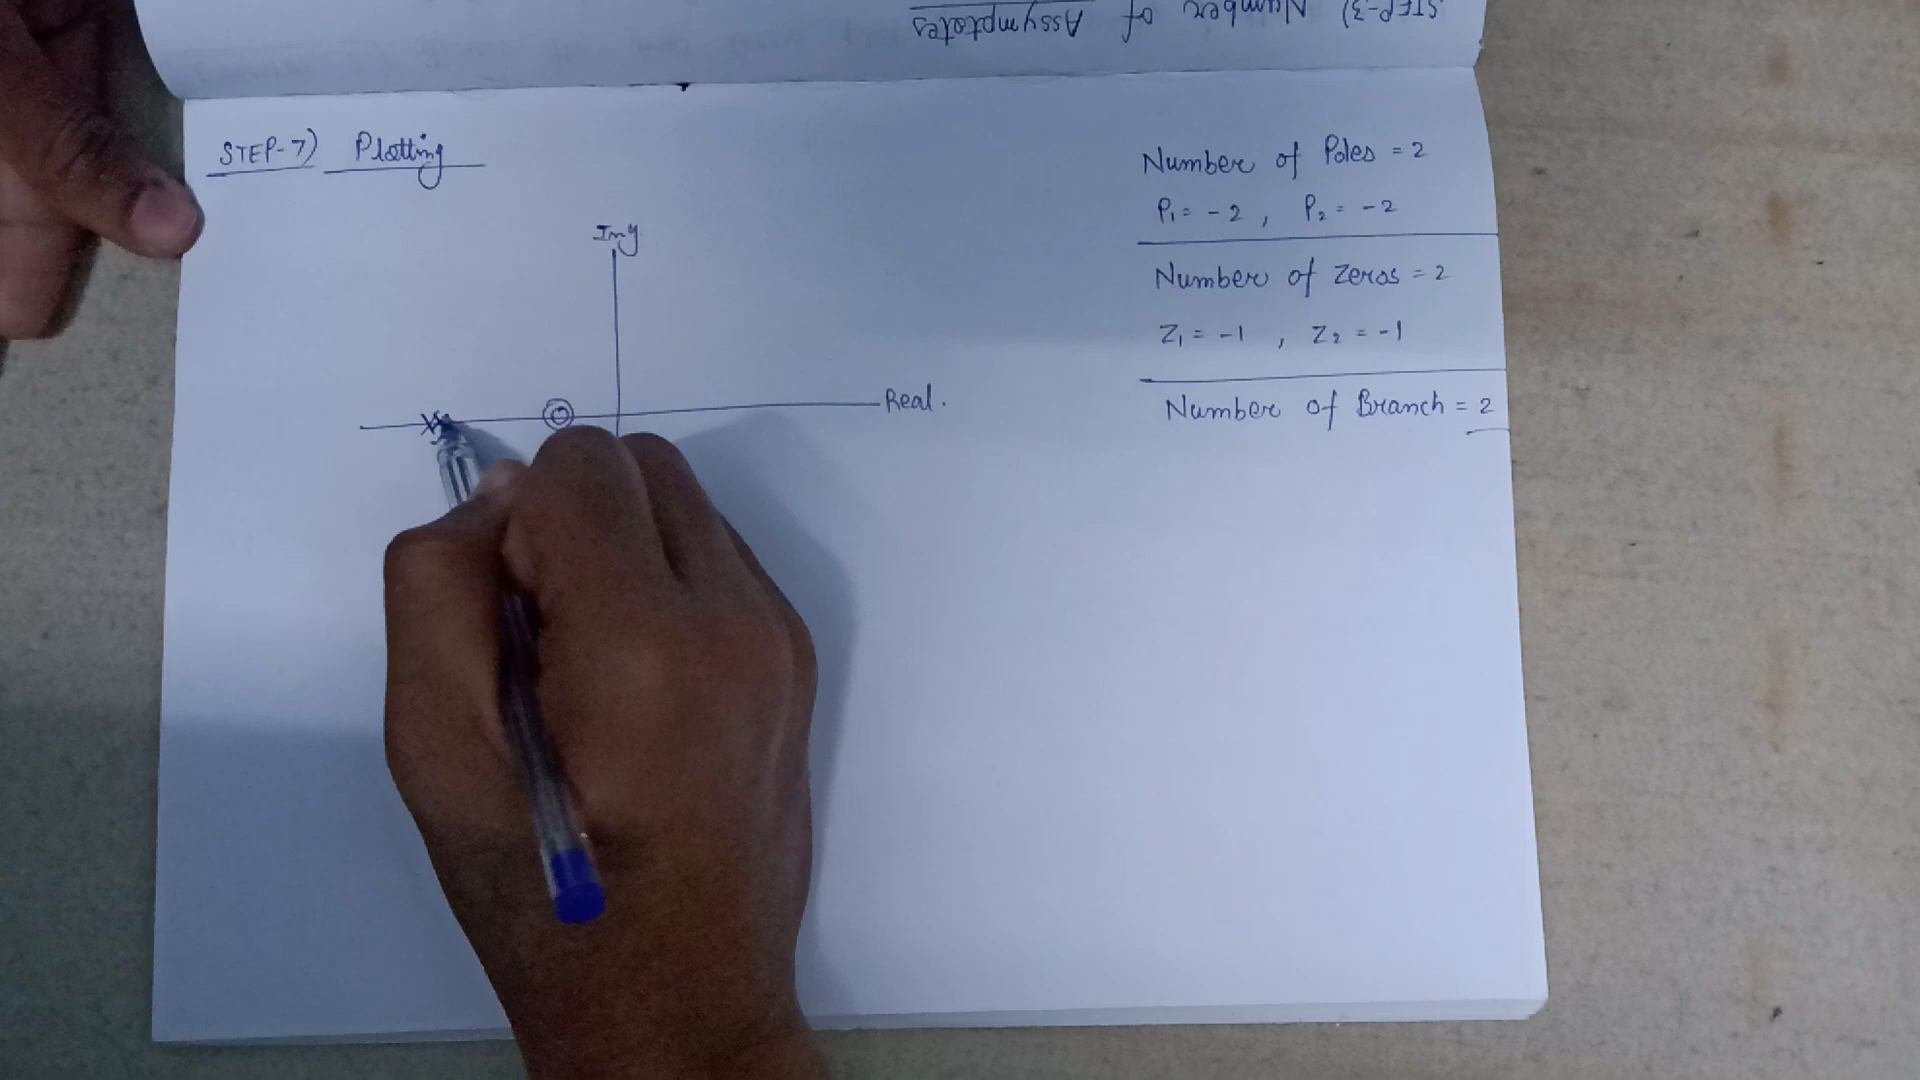 STEP-3) Number of Assymptotes
STEP-7) Plotting
Img
Real.
Number of Poles = 2
P₁ = -2 , P₂ = -2
Number of Zeros = 2
Z₁ = -1 , Z₂ = -1
Number of Branch = 2